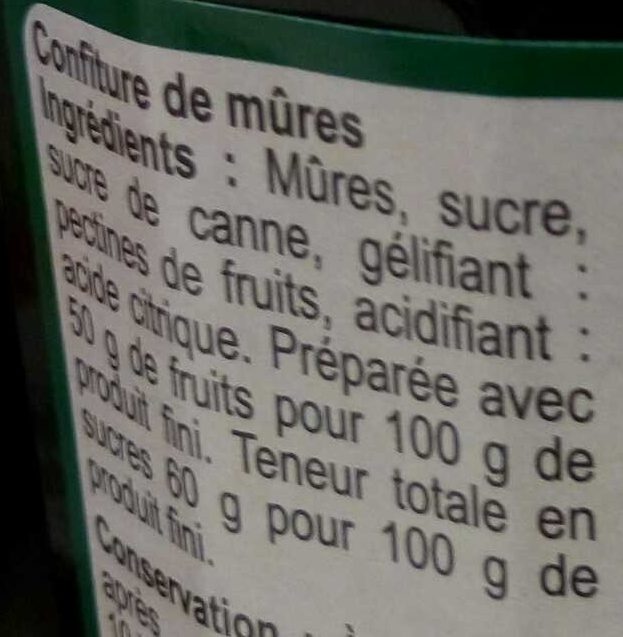 Confiture de mûres
Ingrédients : Mûres, sucre,
sucre de canne, gélifiant :
pectines de fruits, acidifiant :
acide citrique. Préparée avec
50 g de fruits pour 100 g de
produit fini. Teneur totale en
sucres 60 g pour 100 g de
produit fini.
Conservation
après